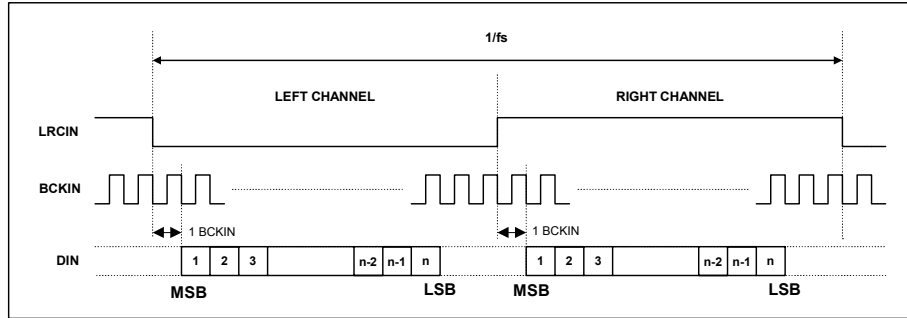 1/fs
LEFT CHANNEL RIGHT CHANNEL
LRCIN
BCKIN
1 BCKIN 1 BCKIN
DIN 1 2 3 n-2 n-1 n 1 2 3 n-2 n-1 n
MSB LSB MSB LSB